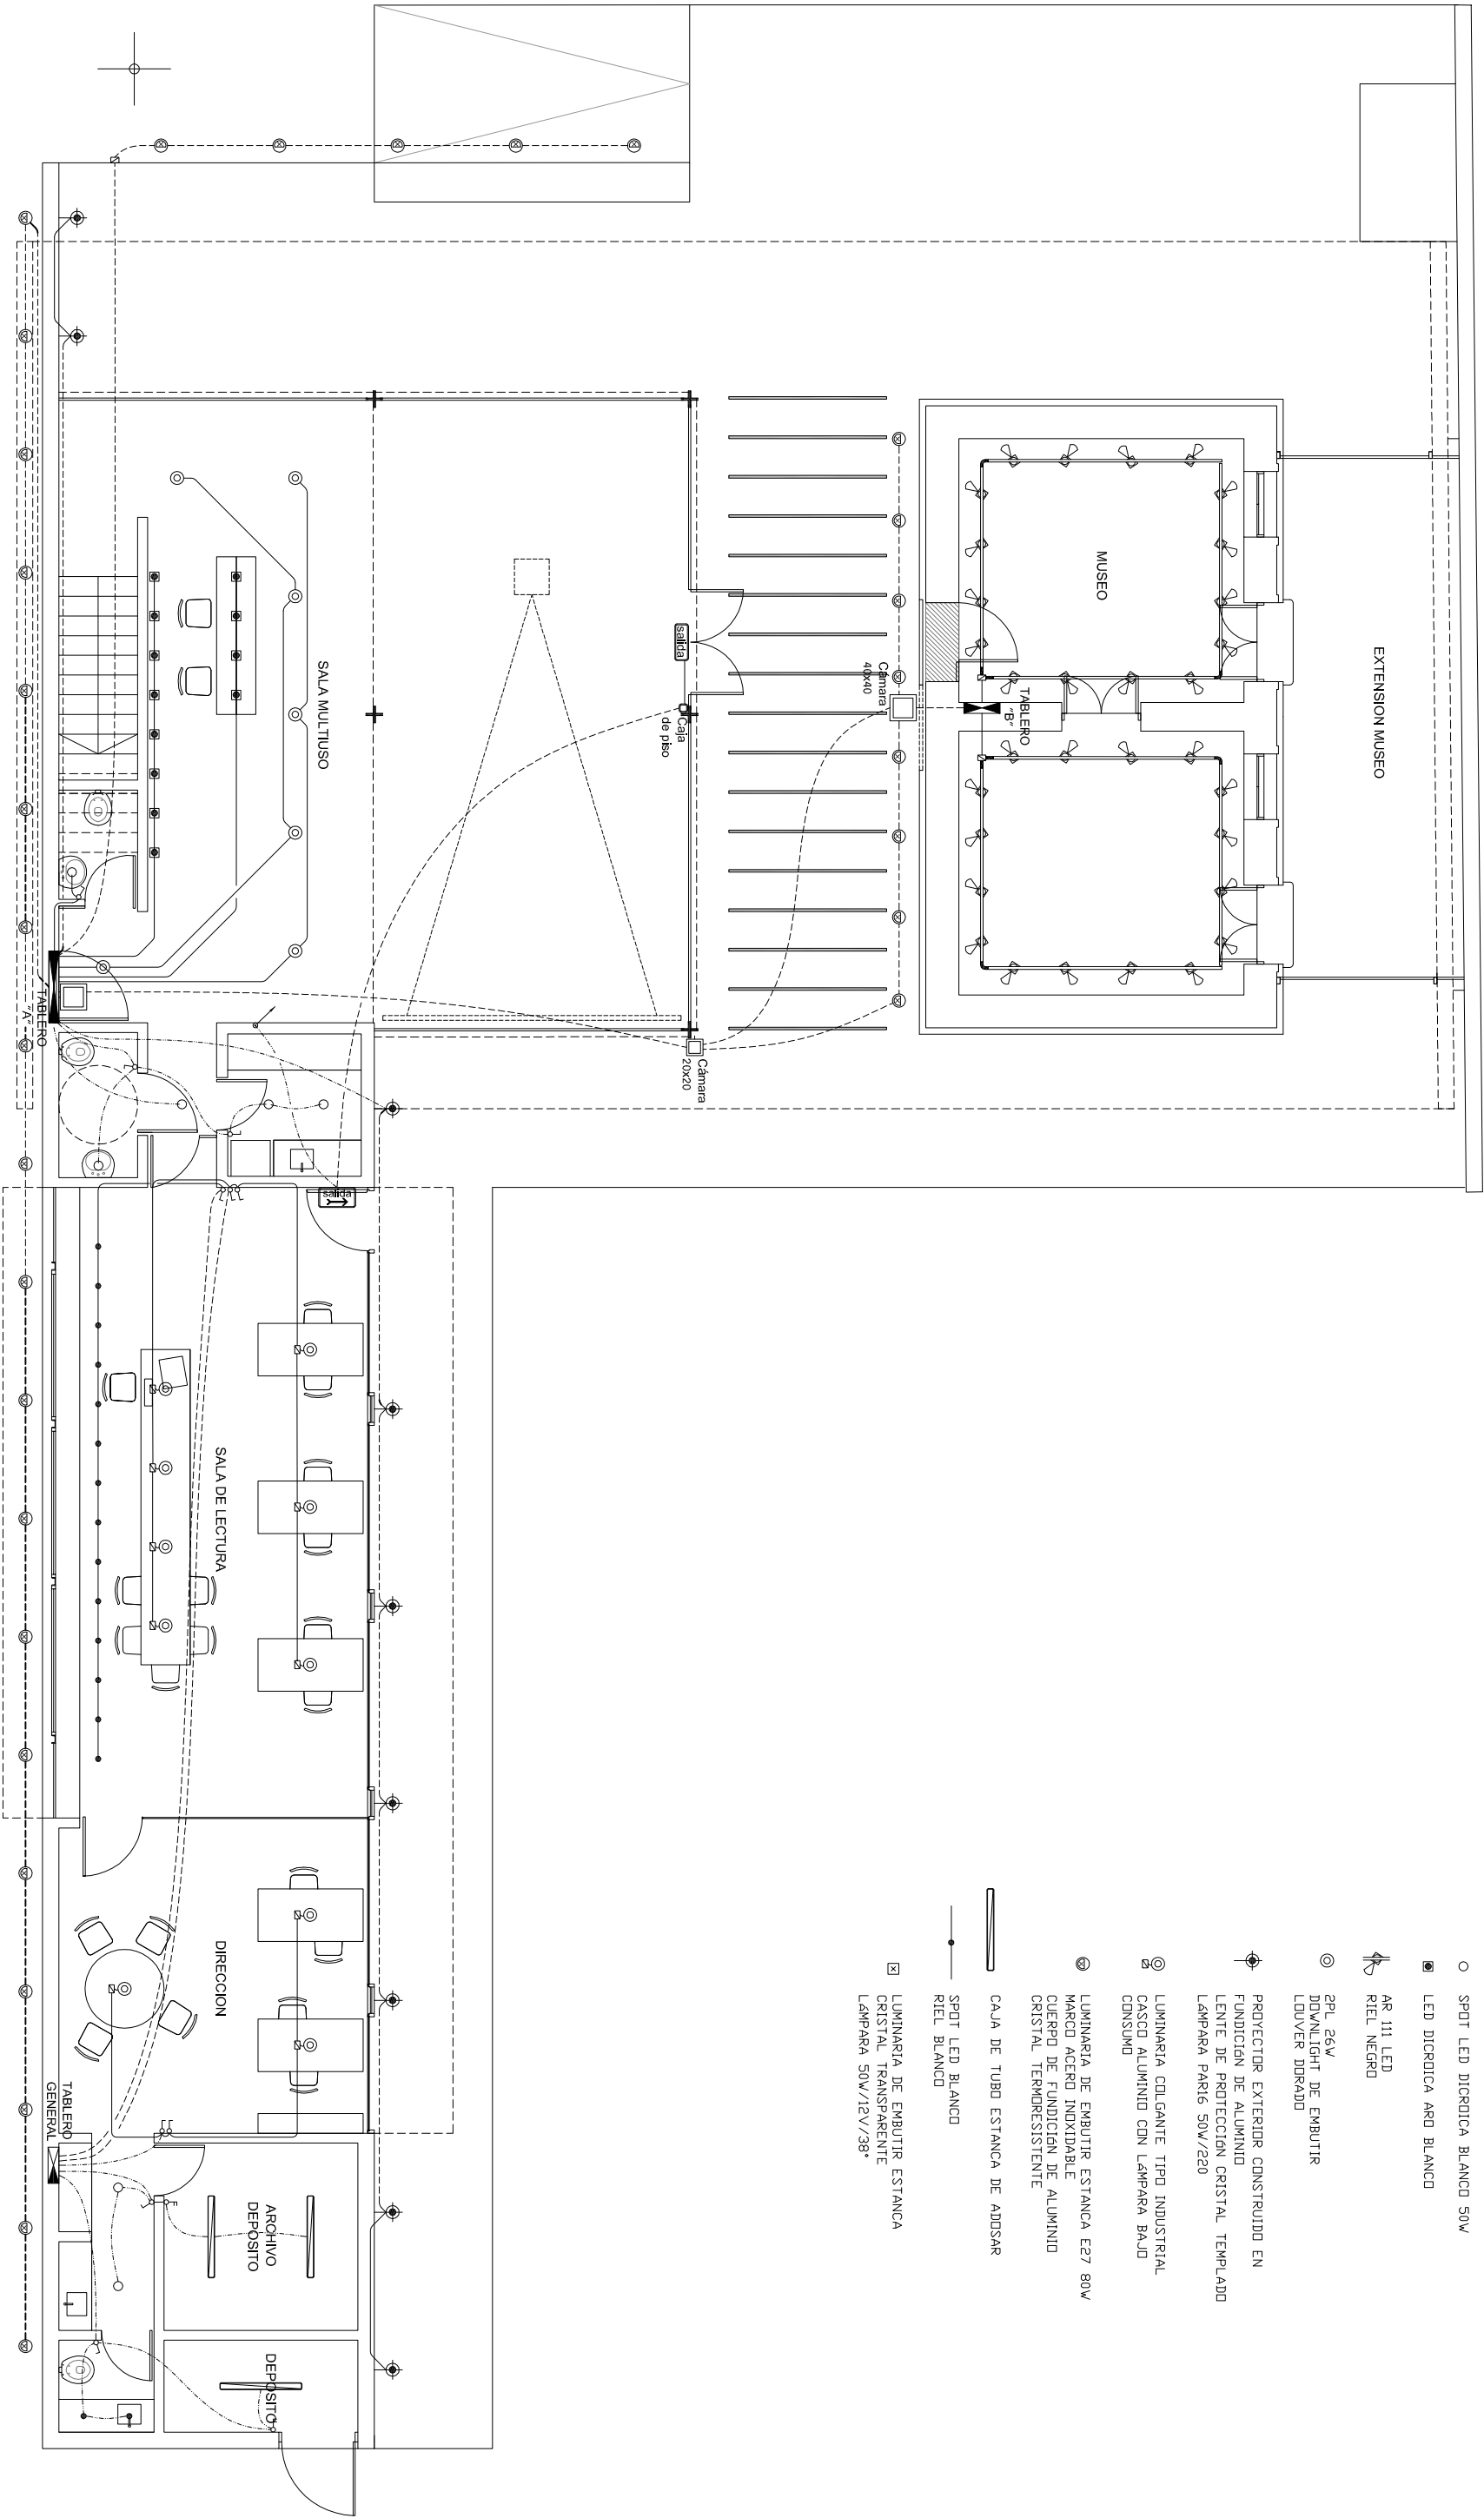 EXTENSION MUSEO
MUSEO
TABLERO
"B"
Cámara
40x40
salida
Caja
de piso
Cámara
20x20
SALA MULTIUSO
TABLERO
"A"
salida
SALA DE LECTURA
DIRECCION
TABLERO
GENERAL
ARCHIVO
DEPOSITO
DEPOSITO
SPOT LED DICROICA BLANCO 50W
LED DICROICA ARO BLANCO
AR 111 LED
RIEL NEGRO
2PL 26W
DOWNLIGHT DE EMBUTIR
LOUVER DORADO
PROYECTOR EXTERIOR CONSTRUIDO EN
FUNDICIÓN DE ALUMINIO
LENTE DE PROTECCIÓN CRISTAL TEMPLADO
LÁMPARA PAR16 50W/220
LUMINARIA COLGANTE TIPO INDUSTRIAL
CASCO ALUMINIO CON LÁMPARA BAJO
CONSUMO
LUMINARIA DE EMBUTIR ESTANCA E27 80W
MARCO ACERO INOXIDABLE
CUERPO DE FUNDICIÓN DE ALUMINIO
CRISTAL TERMORESISTENTE
CAJA DE TUBO ESTANCA DE ADOSAR
SPOT LED BLANCO
RIEL BLANCO
LUMINARIA DE EMBUTIR ESTANCA
CRISTAL TRANSPARENTE
LÁMPARA 50W/12V/38°